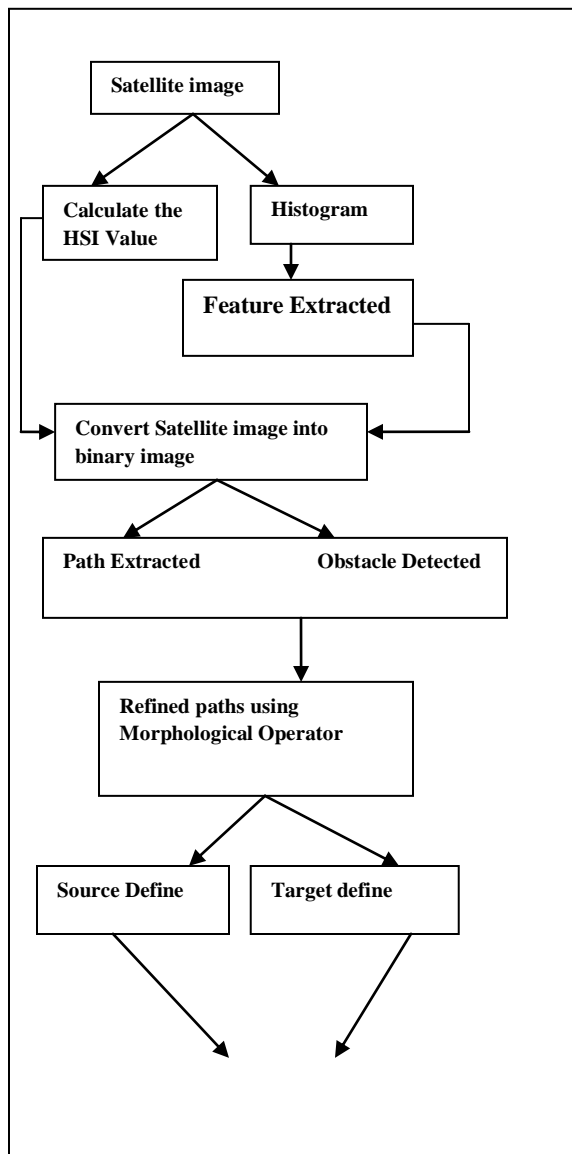 Satellite image
Calculate the
HSI Value
Histogram
Feature Extracted
Convert Satellite image into
binary image
Path Extracted
Obstacle Detected
Refined paths using
Morphological Operator
Source Define
Target define